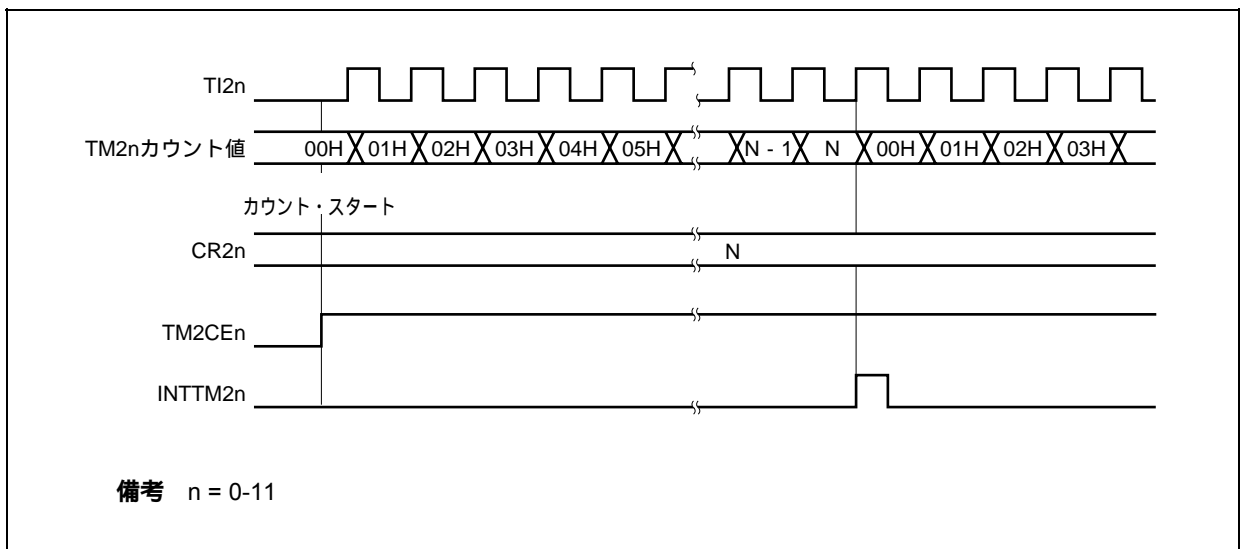 TI2n
TM2nカウント値 00H 01H 02H 03H 04H 05H N - 1 N 00H 01H 02H 03H
カウント・スタート
CR2n N
TM2CEn
INTTM2n
備考 n = 0-11